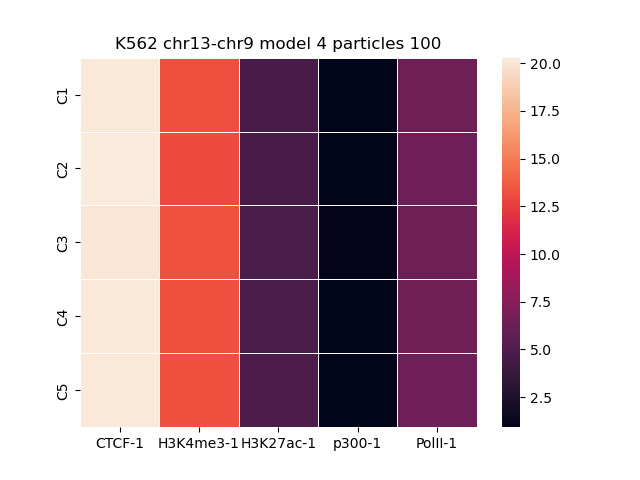 K562 chr13-chr9 model 4 particles 100
C1
C2
C3
C4
C5
CTCF-1 H3K4me3-1 H3K27ac-1 p300-1 PolII-1
20.0
17.5
15.0
12.5
10.0
7.5
5.0
2.5